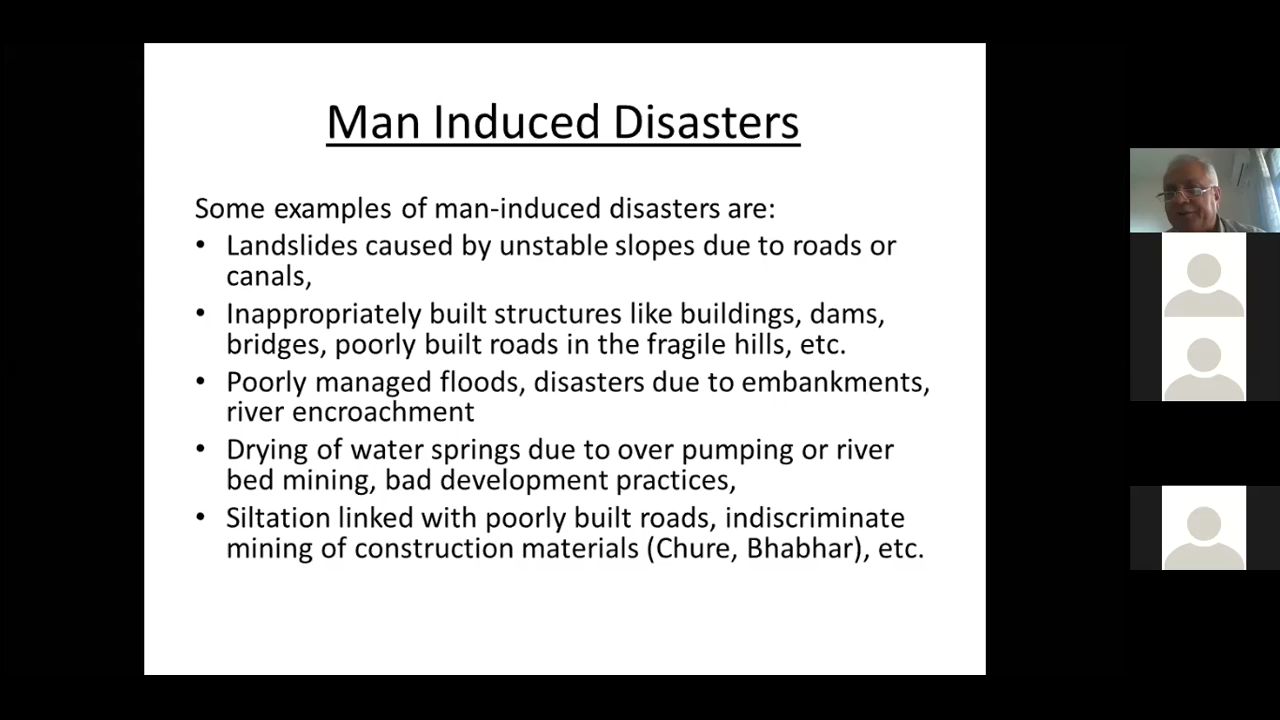 Man Induced Disasters
Some examples of man-induced disasters are:
• Landslides caused by unstable slopes due to roads or
canals,
• Inappropriately built structures like buildings, dams,
bridges, poorly built roads in the fragile hills, etc.
• Poorly managed floods, disasters due to embankments,
river encroachment
• Drying of water springs due to over pumping or river
bed mining, bad development practices,
• Siltation linked with poorly built roads, indiscriminate
mining of construction materials (Chure, Bhabhar), etc.